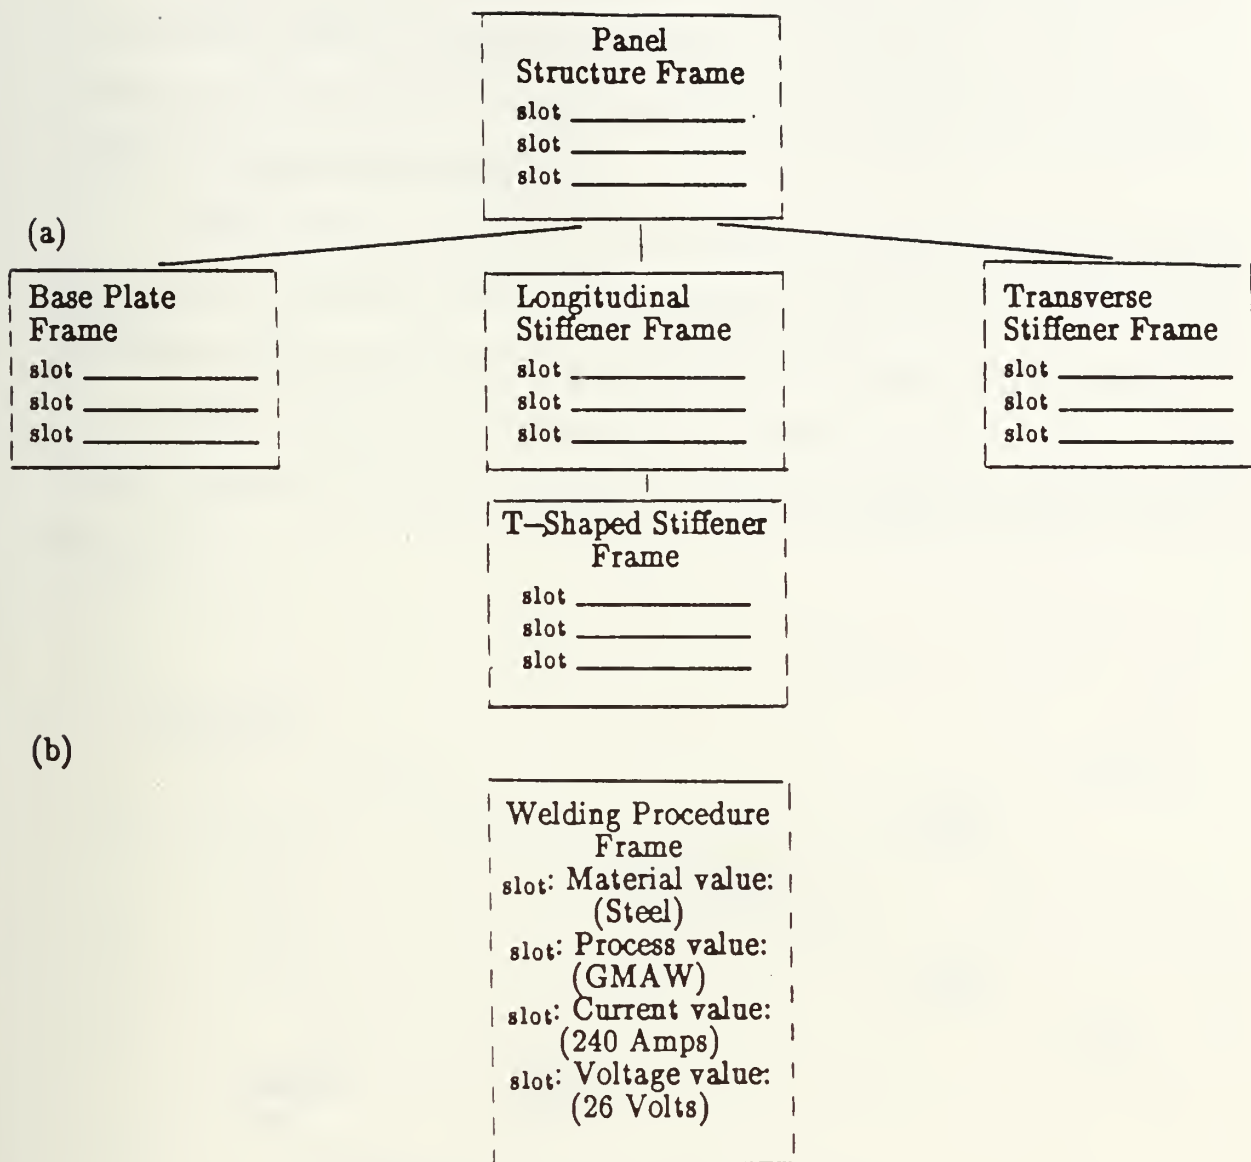 Panel
Structure Frame
slot
slot
slot
(a)
Base Plate
Frame
slot
slot
slot
Longitudinal
Stiffener Frame
slot
slot
slot
Transverse
Stiffener Frame
slot
slot
slot
T-Shaped Stiffener
Frame
slot
slot
slot
(b)
Welding Procedure
Frame
slot: Material value:
(Steel)
slot: Process value:
(GMAW)
slot: Current value:
(240 Amps)
slot: Voltage value:
(26 Volts)